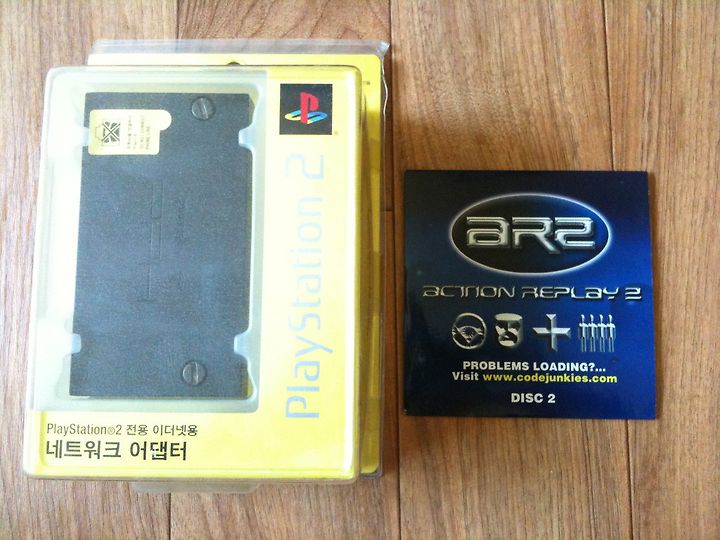 PlayStation 2
PlayStation®2 전용 이더넷용
네트워크 어댑터
AR2
ACTION REPLAY 2
PROBLEMS LOADING?...
Visit www.codejunkies.com
DISC 2